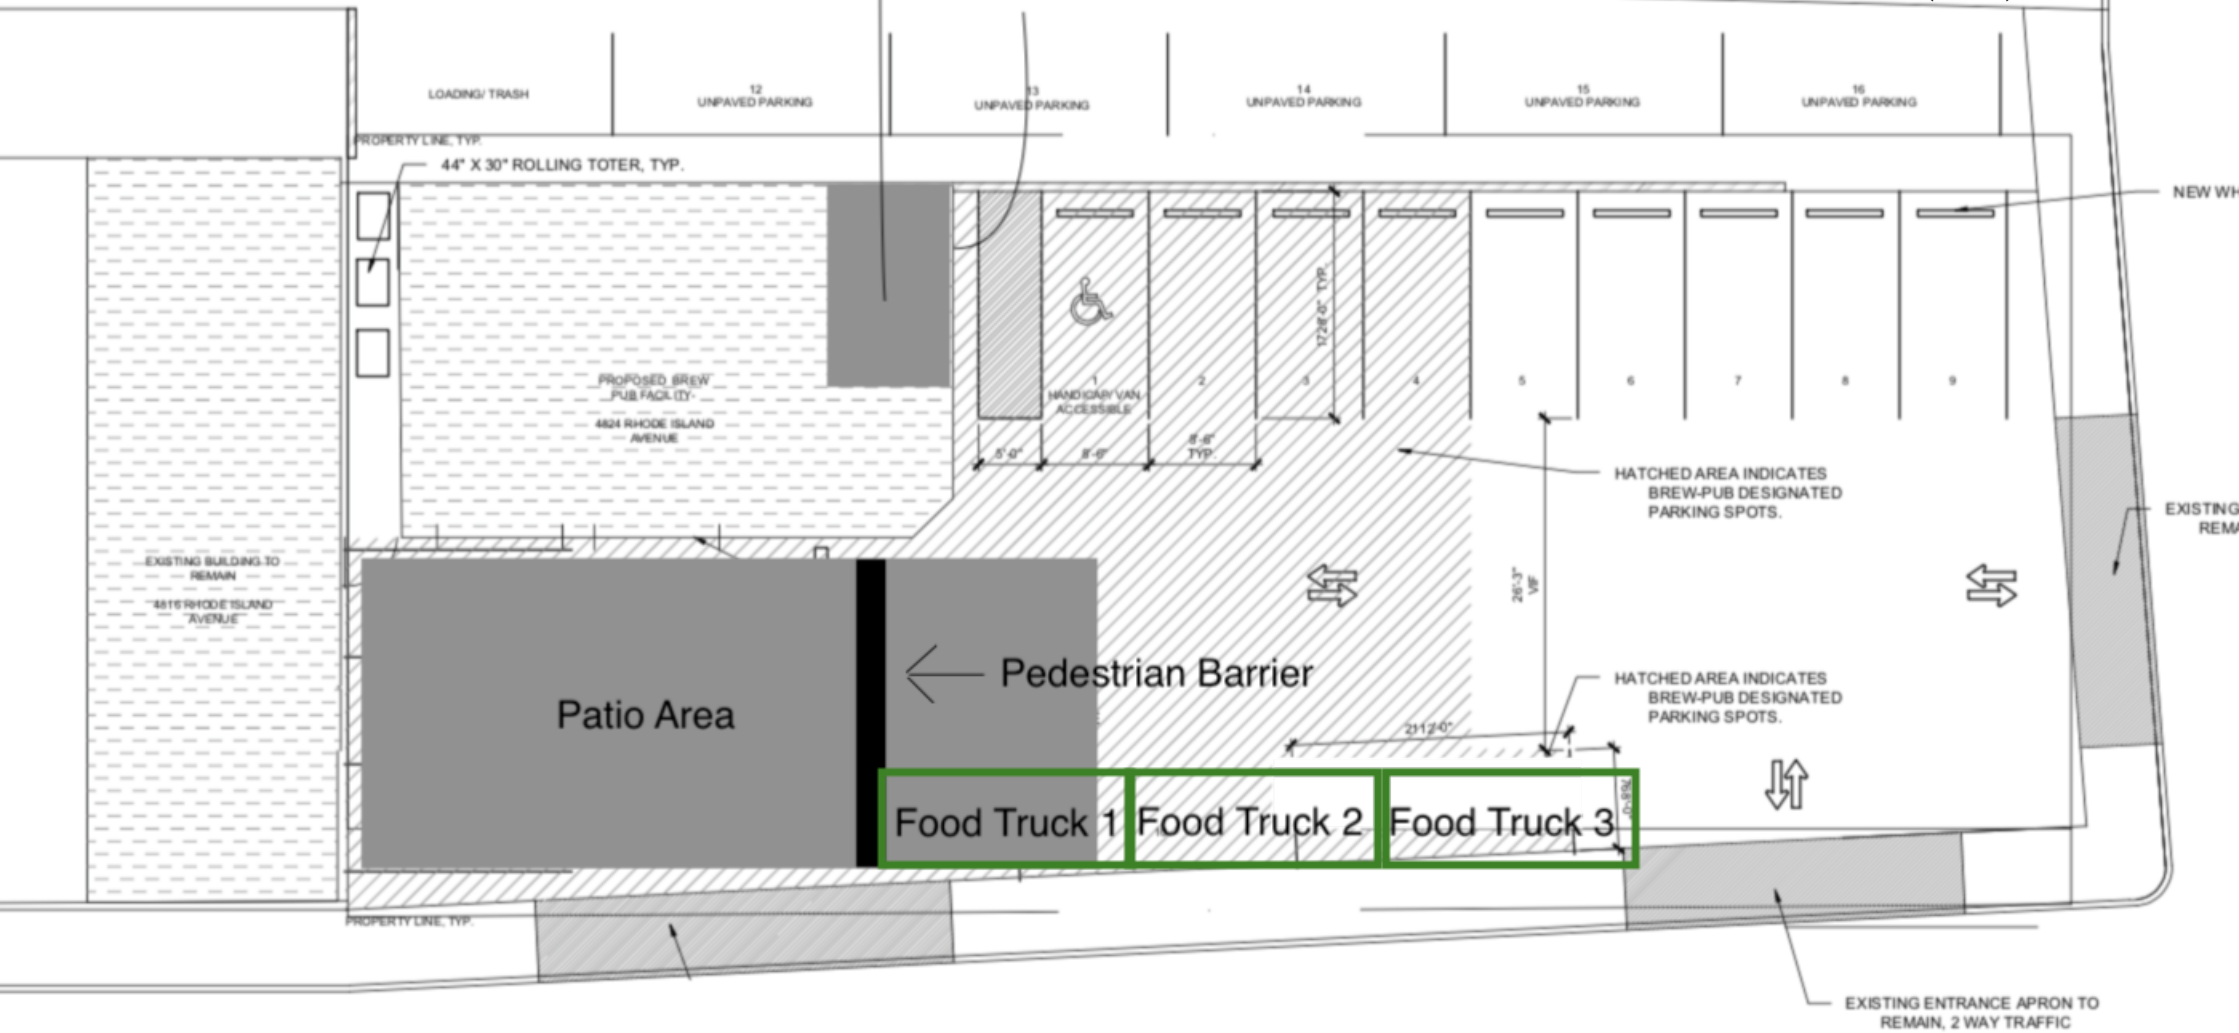 LOADING/ TRASH
12
UNPAVED PARKING
13
UNPAVED PARKING
14
UNPAVED PARKING
15
UNPAVED PARKING
16
UNPAVED PARKING
PROPERTY LINE, TYP.
44" X 30" ROLLING TOTER, TYP.
NEW WH
PROPOSED BREW
PUB FACILITY-
4824 RHODE ISLAND
AVENUE
1
HANDICAP/ VAN
ACCESSIBLE
2
3
4
5
6
7
8
9
TYP.
5'-0"
8'-6"
8'-6"
TYP.
HATCHED AREA INDICATES
BREW-PUB DESIGNATED
PARKING SPOTS.
EXISTING
REMA
EXISTING BUILDING TO
REMAIN
4816 RHODE ISLAND
AVENUE
26'-3"
VIF
Pedestrian Barrier
Patio Area
HATCHED AREA INDICATES
BREW-PUB DESIGNATED
PARKING SPOTS.
Food Truck 1
Food Truck 2
Food Truck 3
PROPERTY LINE, TYP.
EXISTING ENTRANCE APRON TO
REMAIN, 2 WAY TRAFFIC